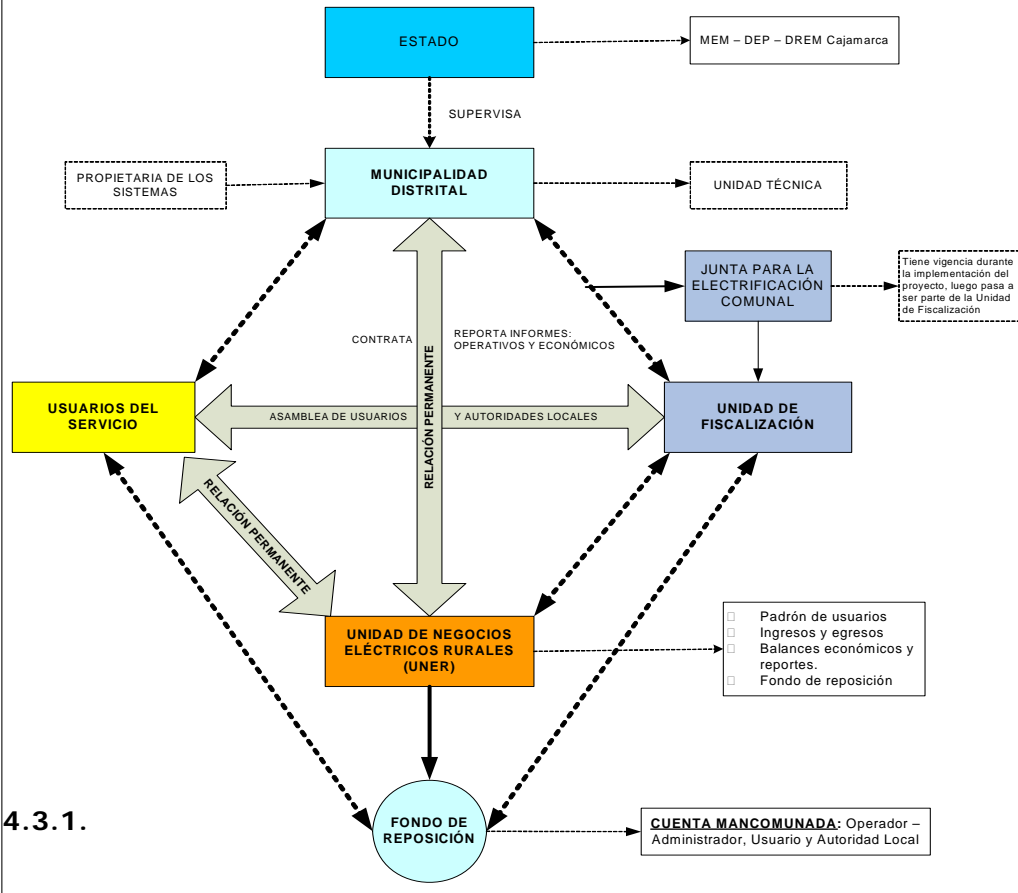 ESTADO
MEM – DEP – DREM Cajamarca
SUPERVISA
PROPIETARIA DE LOS
SISTEMAS
MUNICIPALIDAD
DISTRITAL
UNIDAD TÉCNICA
JUNTA PARA LA
ELECTRIFICACIÓN
COMUNAL
Tiene vigencia durante
la implementación del
proyecto, luego pasa a
ser parte de la Unidad
de Fiscalización
CONTRATA
REPORTA INFORMES:
OPERATIVOS Y ECONÓMICOS
RELACIÓN PERMANENTE
USUARIOS DEL
SERVICIO
ASAMBLEA DE USUARIOS
Y AUTORIDADES LOCALES
UNIDAD DE
FISCALIZACIÓN
RELACIÓN PERMANENTE
UNIDAD DE NEGOCIOS
ELÉCTRICOS RURALES
(UNER)
Padrón de usuarios
Ingresos y egresos
Balances económicos y
reportes.
Fondo de reposición
4.3.1.
FONDO DE
REPOSICIÓN
CUENTA MANCOMUNADA: Operador –
Administrador, Usuario y Autoridad Local